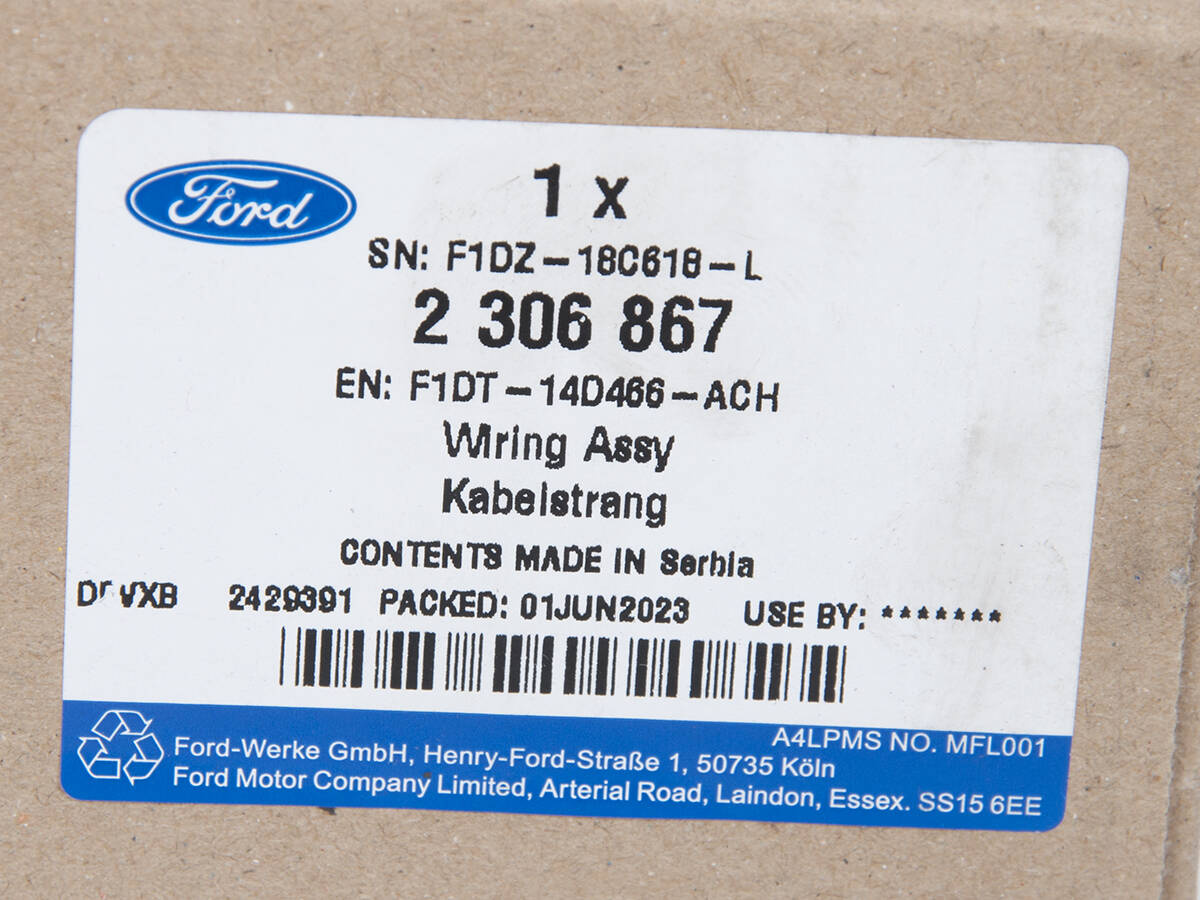 Ford
1 x
SN: F1DZ-18C618-L
2 306 867
EN: F1DT-14D466-ACH
Wiring Assy
Kabelstrang
CONTENTS MADE IN Serbia
2429391 PACKED: 01JUN2023 USE BY: *******
A4LPMS NO. MFL001
Ford-Werke GmbH, Henry-Ford-Straße 1, 50735 Köln
Ford Motor Company Limited, Arterial Road, Laindon, Essex. SS15 6EE